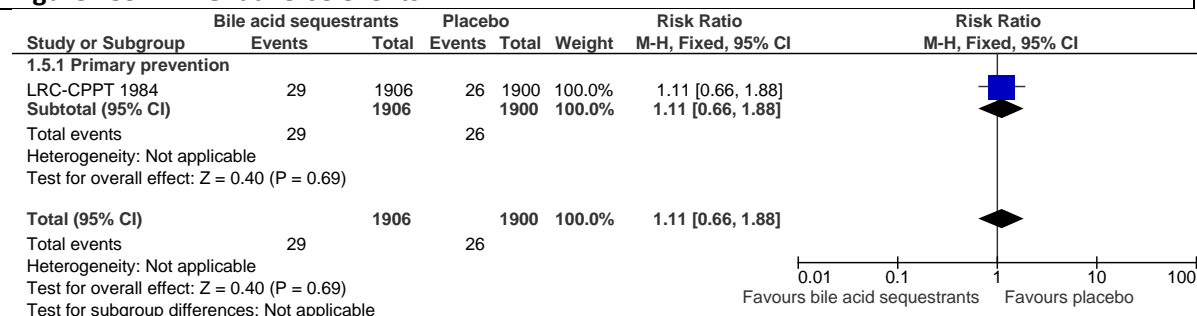 Bile acid sequestrants Placebo Risk Ratio Risk Ratio
Study or Subgroup Events Total Events Total Weight M-H, Fixed, 95% CI M-H, Fixed, 95% CI
1.5.1 Primary prevention
LRC-CPPT 1984 29 1906 26 1900 100.0% 1.11 [0.66, 1.88]
Subtotal (95% CI) 1906 1900 100.0% 1.11 [0.66, 1.88]
Total events 29 26
Heterogeneity: Not applicable
Test for overall effect: Z = 0.40 (P = 0.69)
Total (95% CI) 1906 1900 100.0% 1.11 [0.66, 1.88]
Total events 29 26
Heterogeneity: Not applicable
Test for overall effect: Z = 0.40 (P = 0.69)
Test for subgroup differences: Not applicable
0.01 0.1 1 10 100
Favours bile acid sequestrants Favours placebo